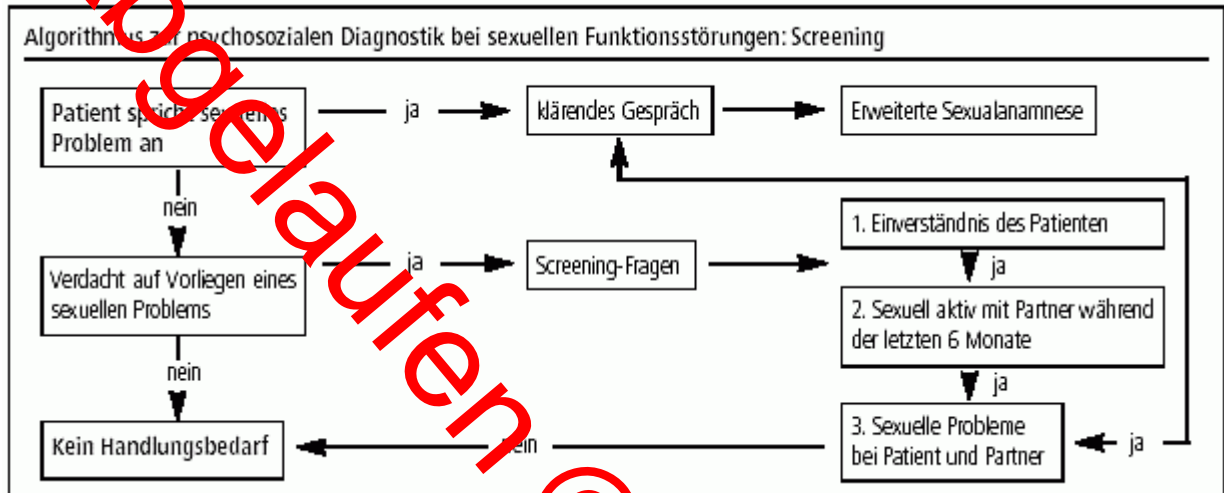 Algorithmus zur psychosozialen Diagnostik bei sexuellen Funktionsstörungen: Screening
Patient spricht sexuelles
Problem an
ja
klärendes Gespräch
Erweiterte Sexualanamnese
nein
Verdacht auf Vorliegen eines
sexuellen Problems
ja
Screening-Fragen
1. Einverständnis des Patienten
ja
2. Sexuell aktiv mit Partner während
der letzten 6 Monate
ja
3. Sexuelle Probleme
bei Patient und Partner
ja
nein
nein
Kein Handlungsbedarf
bgelaufen